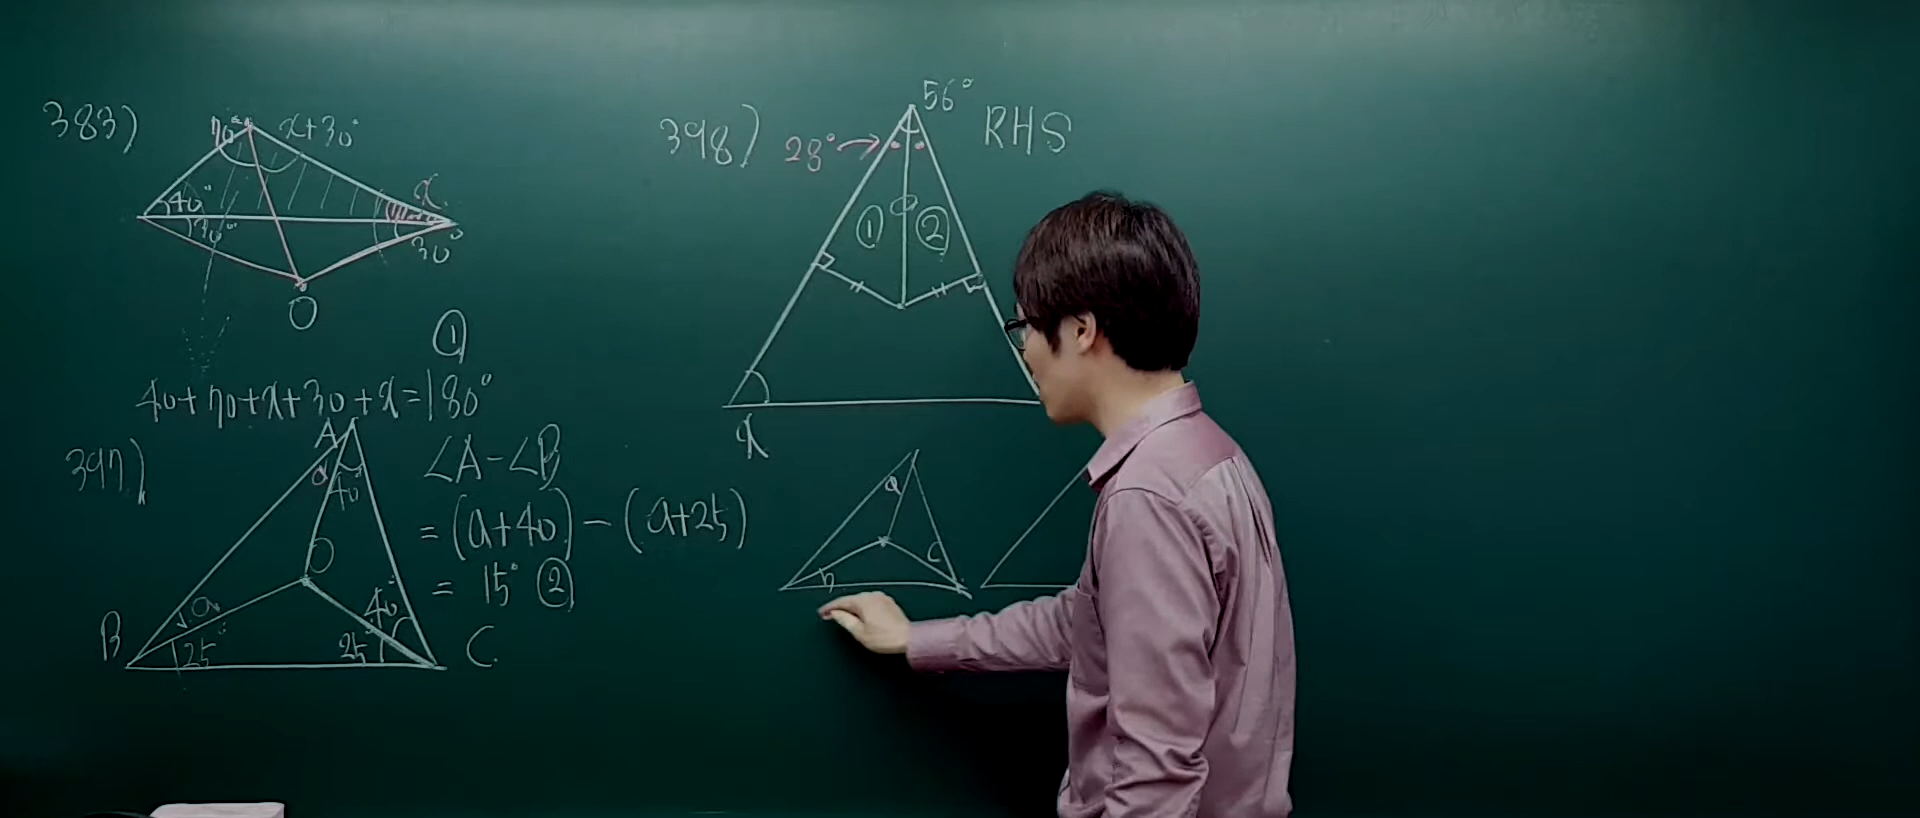 383)
70° x+30°
40° x
30° 30°
O
①
40+70+x+30+x=180°
397)
A
a 40°
O
B a 25°
40° 25° C
∠A-∠B
=(a+40)-(a+25)
= 15° ②
398)
56° RHS
28°→
① ②
x
a
b c